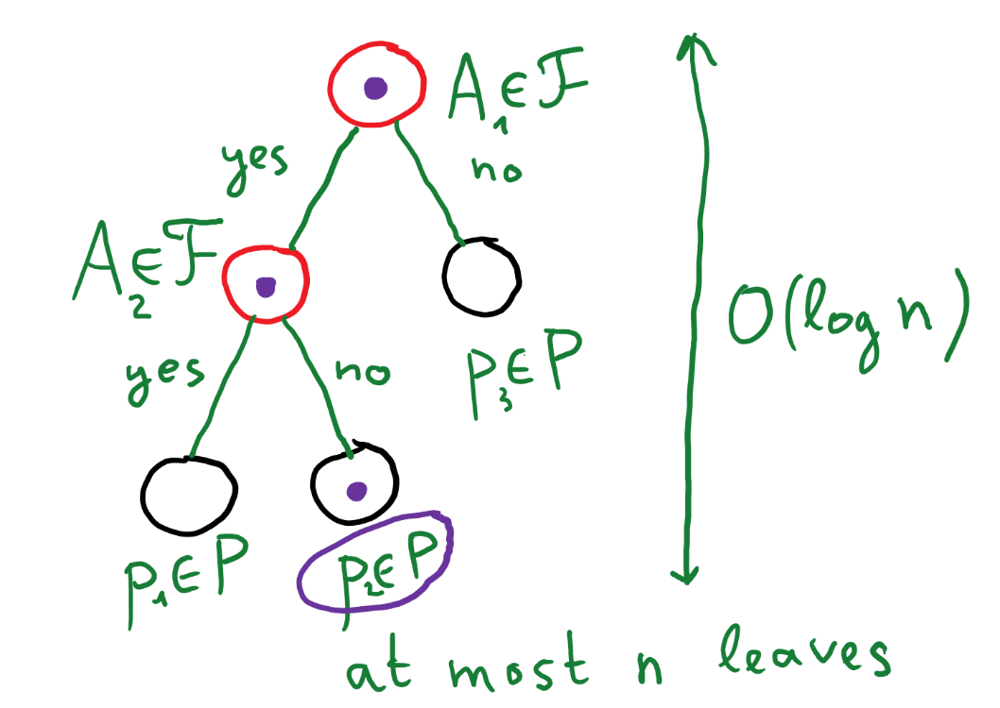 A₁∈ℱ
yes
no
A₂∈ℱ
O(log n)
yes
no
p₃∈P
p₁∈P
p₂∈P
at most n leaves